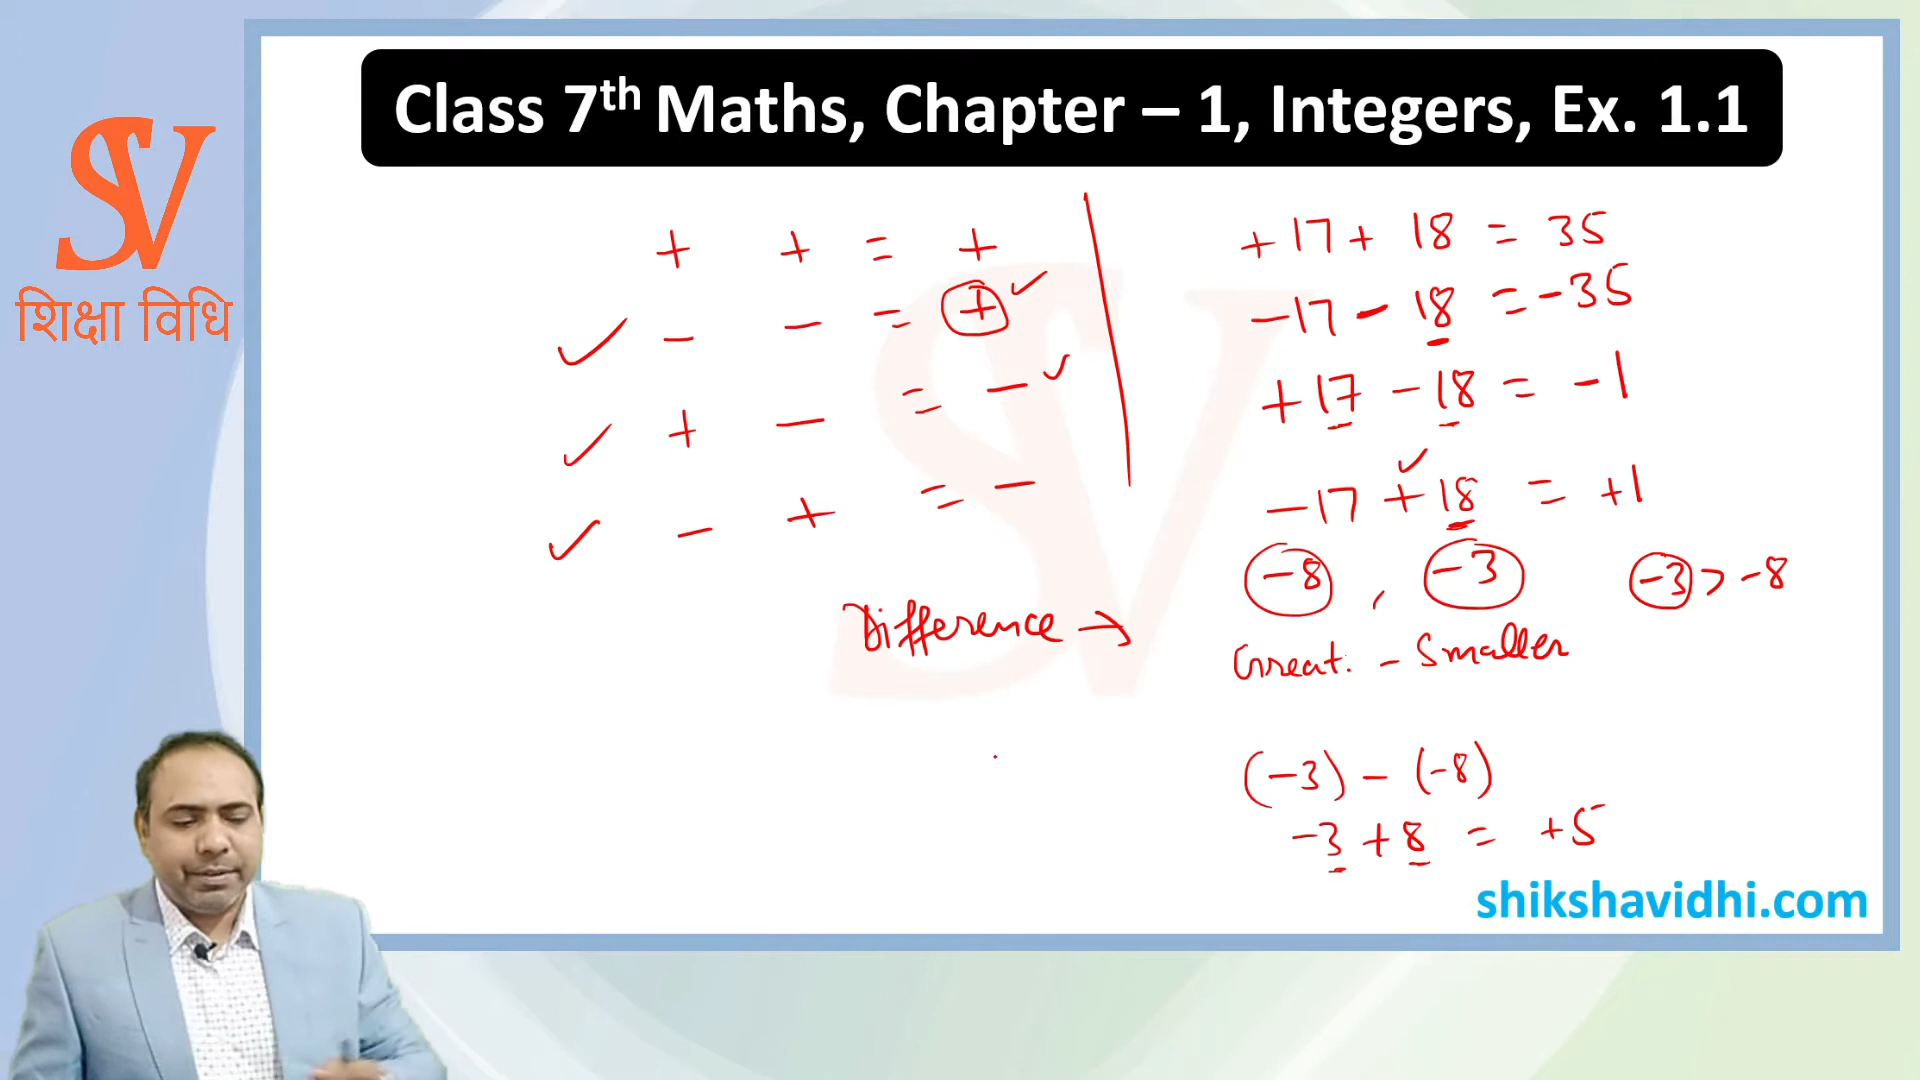 Class 7th Maths, Chapter – 1, Integers, Ex. 1.1
SV
शिक्षा विधि
+ + = +
- - = +
+ - = -
- + = -
+17 + 18 = 35
-17 - 18 = -35
+17 - 18 = -1
-17 + 18 = +1
-8 , -3
-3 > -8
Difference →
Great. - Smaller
(-3) - (-8)
-3 + 8 = +5
shikshavidhi.com